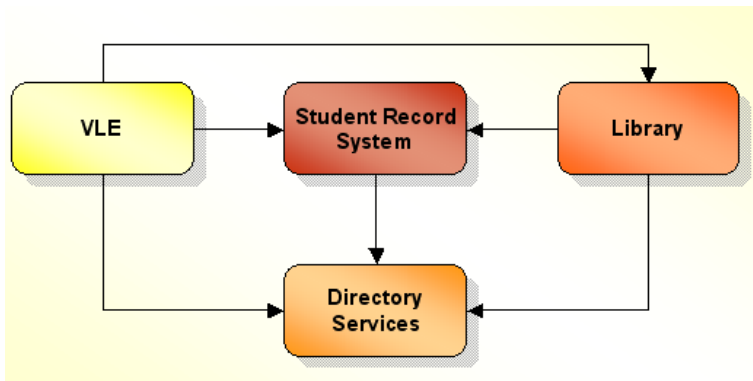 VLE
Student Record
System
Library
Directory
Services